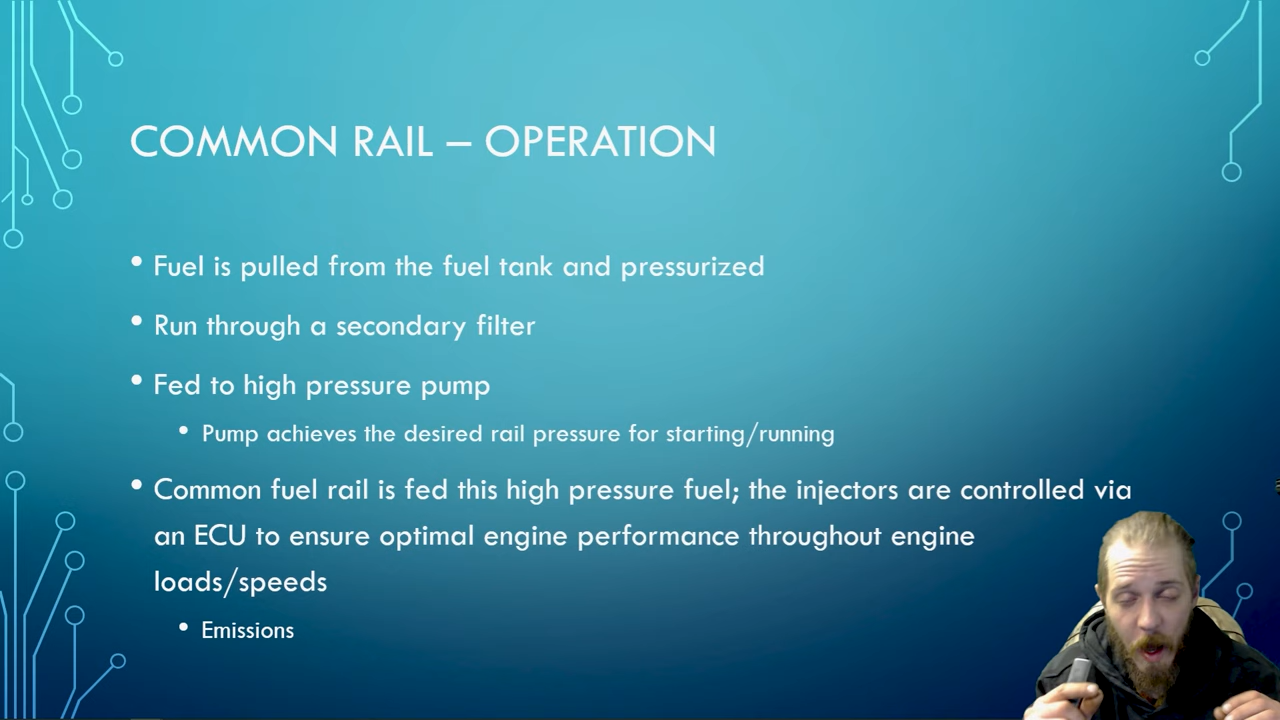 COMMON RAIL – OPERATION
• Fuel is pulled from the fuel tank and pressurized
• Run through a secondary filter
• Fed to high pressure pump
• Pump achieves the desired rail pressure for starting/running
• Common fuel rail is fed this high pressure fuel; the injectors are controlled via
an ECU to ensure optimal engine performance throughout engine
loads/speeds
• Emissions